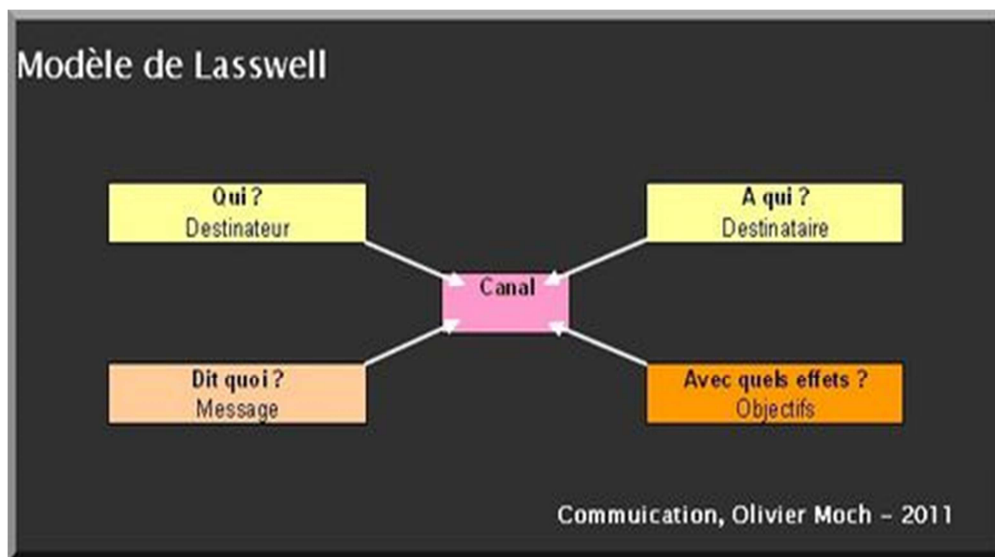 Modèle de Lasswell
Qui ?
Destinateur
A qui ?
Destinataire
Canal
Dit quoi ?
Message
Avec quels effets ?
Objectifs
Commuication, Olivier Moch - 2011